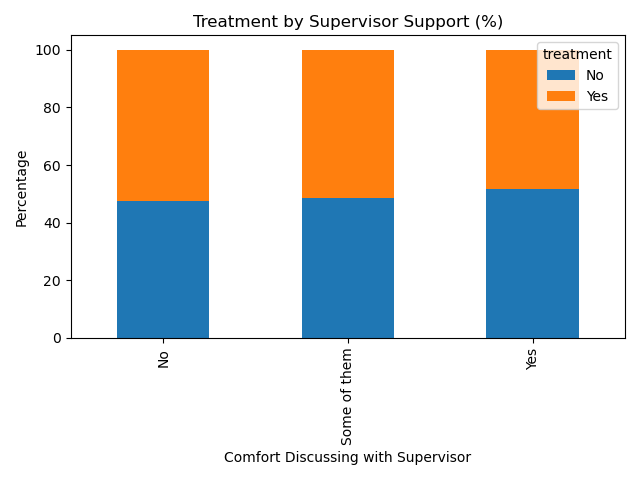 Treatment by Supervisor Support (%)
treatment
No
Yes
Percentage
100
80
60
40
20
0
No
Some of them
Yes
Comfort Discussing with Supervisor